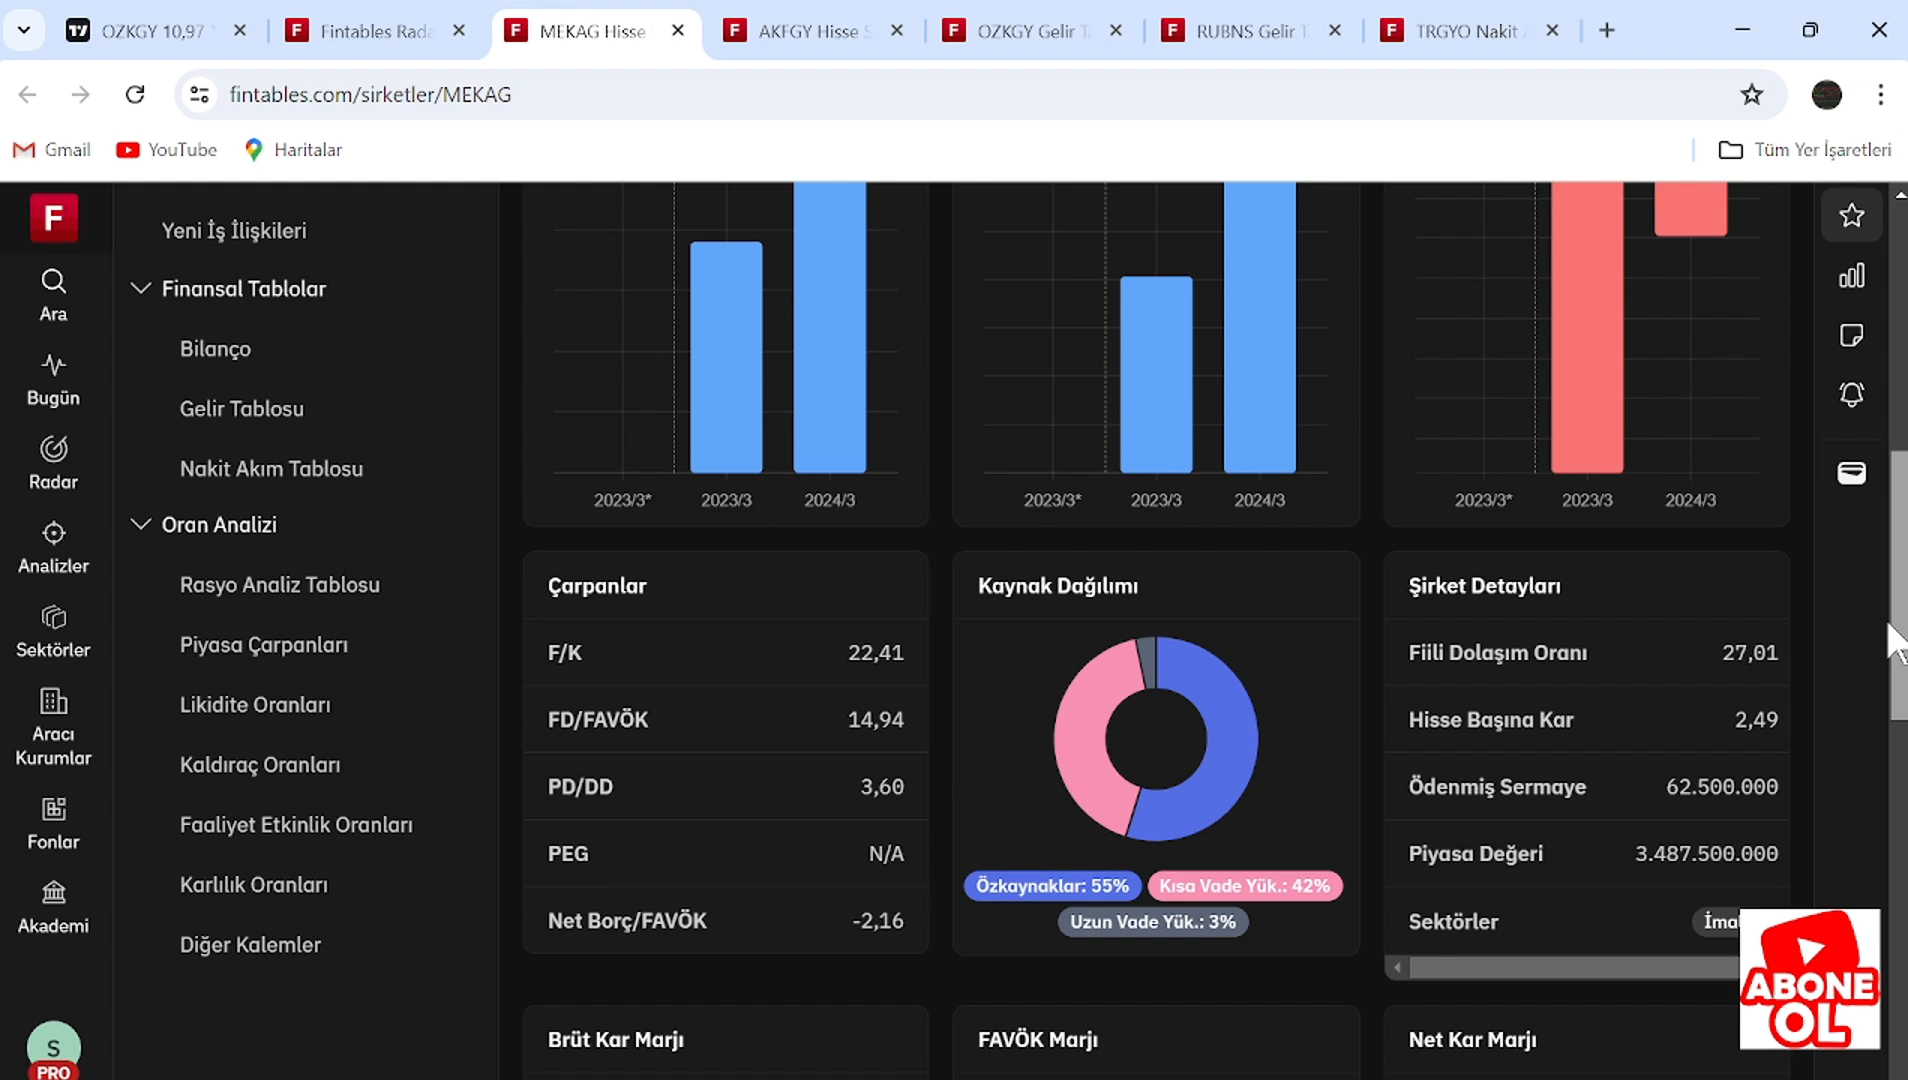 OZKGY 10,97
Fintables Rada
MEKAG Hisse
AKFGY Hisse S
OZKGY Gelir T
RUBNS Gelir T
TRGYO Nakit A
fintables.com/sirketler/MEKAG
Gmail
YouTube
Haritalar
Tüm Yer İşaretleri
F
Ara
Bugün
Radar
Analizler
Sektörler
Aracı
Kurumlar
Fonlar
Akademi
S
PRO
Yeni İş İlişkileri
Finansal Tablolar
Bilanço
Gelir Tablosu
Nakit Akım Tablosu
Oran Analizi
Rasyo Analiz Tablosu
Piyasa Çarpanları
Likidite Oranları
Kaldıraç Oranları
Faaliyet Etkinlik Oranları
Karlılık Oranları
Diğer Kalemler
2023/3* 2023/3 2024/3
2023/3* 2023/3 2024/3
2023/3* 2023/3 2024/3
Çarpanlar
F/K 22,41
FD/FAVÖK 14,94
PD/DD 3,60
PEG N/A
Net Borç/FAVÖK -2,16
Kaynak Dağılımı
Özkaynaklar: 55% Kısa Vade Yük.: 42%
Uzun Vade Yük.: 3%
Şirket Detayları
Fiili Dolaşım Oranı 27,01
Hisse Başına Kar 2,49
Ödenmiş Sermaye 62.500.000
Piyasa Değeri 3.487.500.000
Sektörler İmal
Brüt Kar Marjı
FAVÖK Marjı
Net Kar Marjı
ABONE
OL